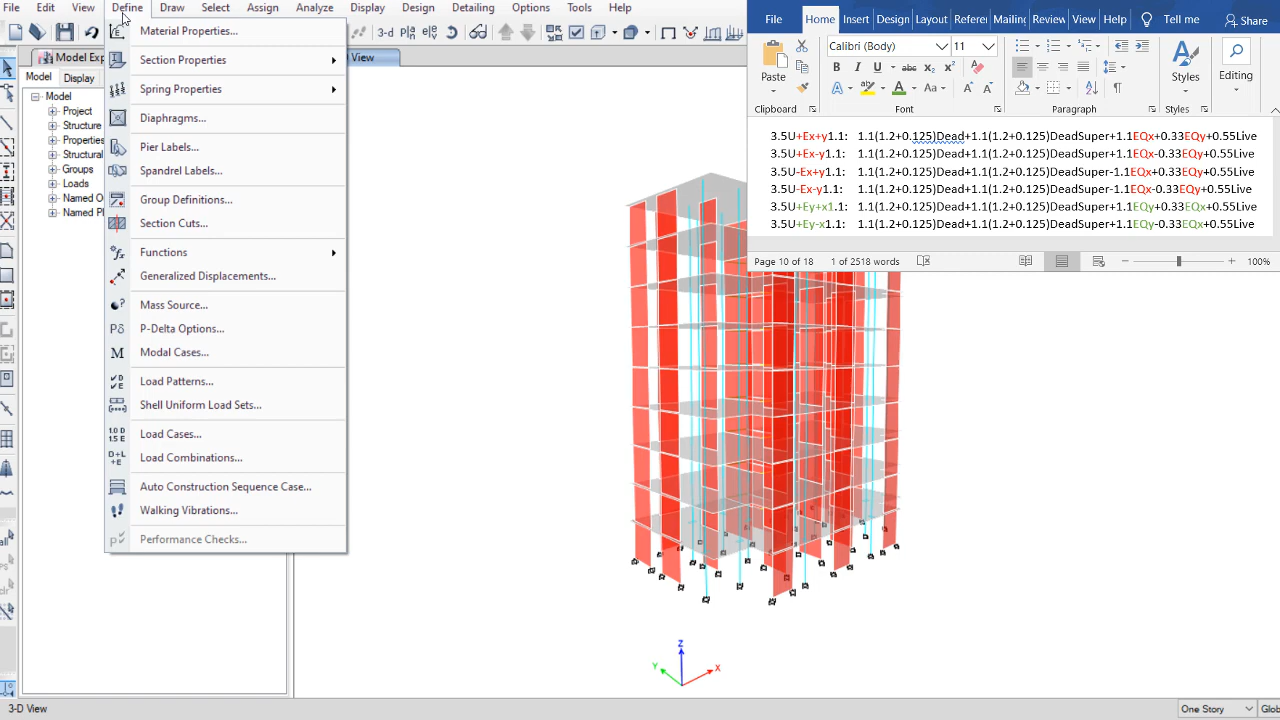 File Edit View Define Draw Select Assign Analyze Display Design Detailing Options Tools Help
3-d
Model Exp
View
Model Display
Model
Project
Structure
Properties
Structural
Groups
Loads
Named O
Named Pl
Material Properties...
Section Properties
Spring Properties
Diaphragms...
Pier Labels...
Spandrel Labels...
Group Definitions...
Section Cuts...
Functions
Generalized Displacements...
Mass Source...
P-Delta Options...
Modal Cases...
Load Patterns...
Shell Uniform Load Sets...
Load Cases...
Load Combinations...
Auto Construction Sequence Case...
Walking Vibrations...
Performance Checks...
File Home Insert Design Layout Refere Mailing Review View Help Tell me Share
Calibri (Body) 11
Paste
Styles
Editing
Clipboard Font Paragraph Styles
3.5U+Ex+y1.1: 1.1(1.2+0.125)Dead+1.1(1.2+0.125)DeadSuper+1.1EQx+0.33EQy+0.55Live
3.5U+Ex-y1.1: 1.1(1.2+0.125)Dead+1.1(1.2+0.125)DeadSuper+1.1EQx-0.33EQy+0.55Live
3.5U-Ex+y1.1: 1.1(1.2+0.125)Dead+1.1(1.2+0.125)DeadSuper-1.1EQx+0.33EQy+0.55Live
3.5U-Ex-y1.1: 1.1(1.2+0.125)Dead+1.1(1.2+0.125)DeadSuper-1.1EQx-0.33EQy+0.55Live
3.5U+Ey+x1.1: 1.1(1.2+0.125)Dead+1.1(1.2+0.125)DeadSuper+1.1EQy+0.33EQx+0.55Live
3.5U+Ey-x1.1: 1.1(1.2+0.125)Dead+1.1(1.2+0.125)DeadSuper+1.1EQy-0.33EQx+0.55Live
Page 10 of 18 1 of 2518 words 100%
Z
Y X
3-D View
One Story
Glob